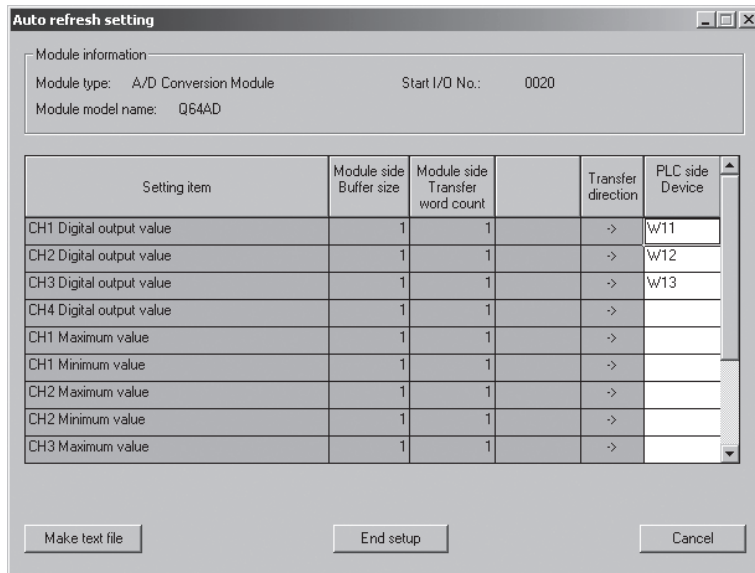 Auto refresh setting
Module information
Module type: A/D Conversion Module Start I/O No.: 0020
Module model name: Q64AD
Setting item Module side Buffer size Module side Transfer word count Transfer direction PLC side Device
CH1 Digital output value 1 1 -> W11
CH2 Digital output value 1 1 -> W12
CH3 Digital output value 1 1 -> W13
CH4 Digital output value 1 1 ->
CH1 Maximum value 1 1 ->
CH1 Minimum value 1 1 ->
CH2 Maximum value 1 1 ->
CH2 Minimum value 1 1 ->
CH3 Maximum value 1 1 ->
Make text file End setup Cancel